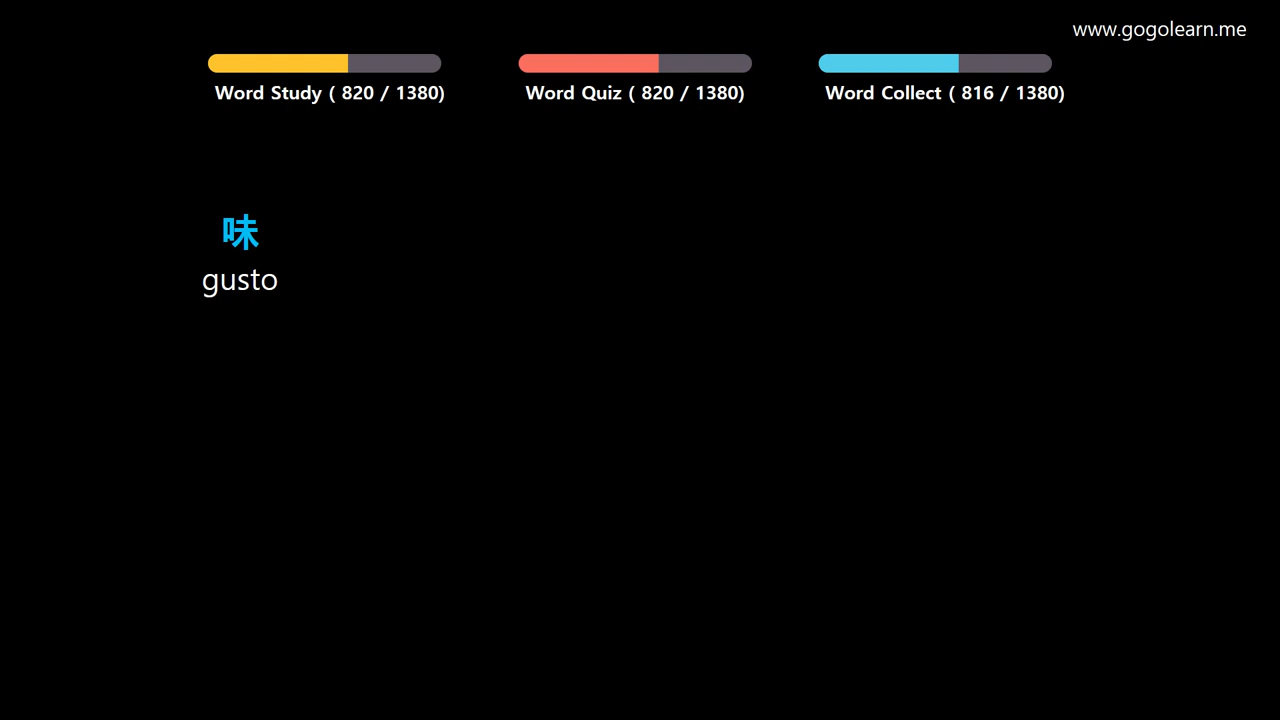 www.gogolearn.me
Word Study ( 820 / 1380)
Word Quiz ( 820 / 1380)
Word Collect ( 816 / 1380)
味
gusto